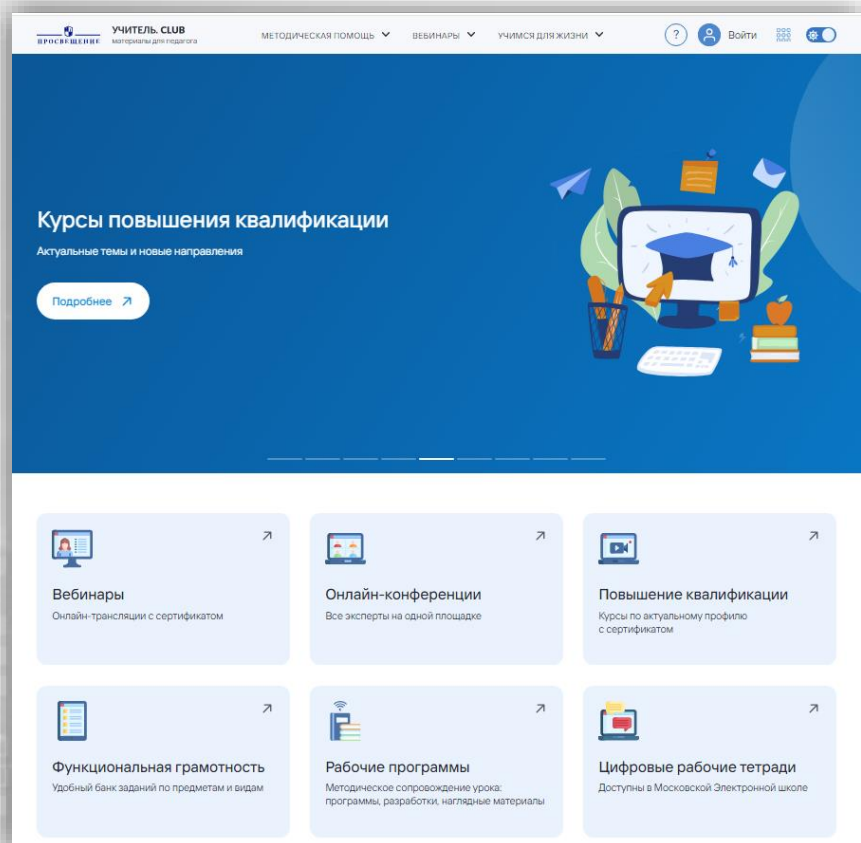 ПРОСВЕЩЕНИЕ
УЧИТЕЛЬ. CLUB
материалы для педагога
МЕТОДИЧЕСКАЯ ПОМОЩЬ
ВЕБИНАРЫ
УЧИМСЯ ДЛЯ ЖИЗНИ
?
Войти
Курсы повышения квалификации
Актуальные темы и новые направления
Подробнее
Вебинары
Онлайн-трансляции с сертификатом
Онлайн-конференции
Все эксперты на одной площадке
Повышение квалификации
Курсы по актуальному профилю
с сертификатом
Функциональная грамотность
Удобный банк заданий по предметам и видам
Рабочие программы
Методическое сопровождение урока:
программы, разработки, наглядные материалы
Цифровые рабочие тетради
Доступны в Московской Электронной школе